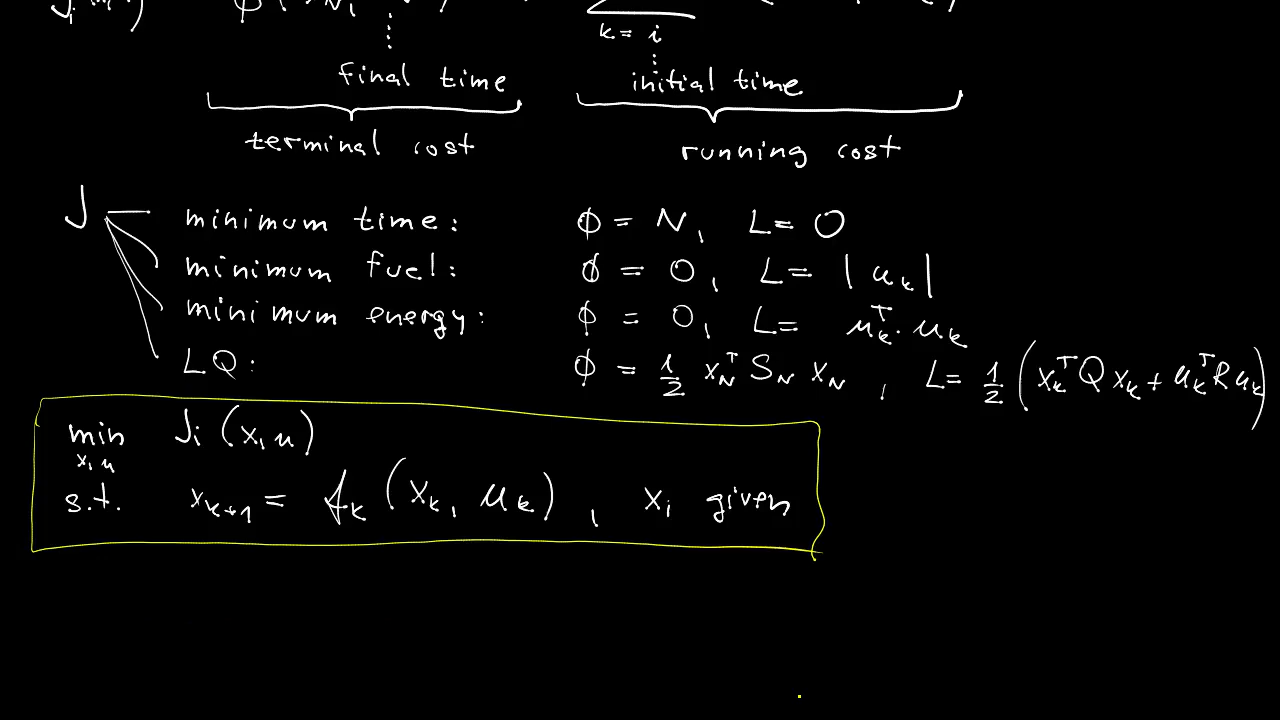 k = i
final time initial time
terminal cost running cost
J minimum time: ϕ = N, L = 0
minimum fuel: ϕ = 0, L = |u_k|
minimum energy: ϕ = 0, L = u_k^T · u_k
LQ: ϕ = 1/2 x_N^T S_N x_N, L = 1/2 (x_k^T Q x_k + u_k^T R u_k)
min J_i (x, u)
x, u
s.t. x_{k+1} = f_k (x_k, u_k), x_i given